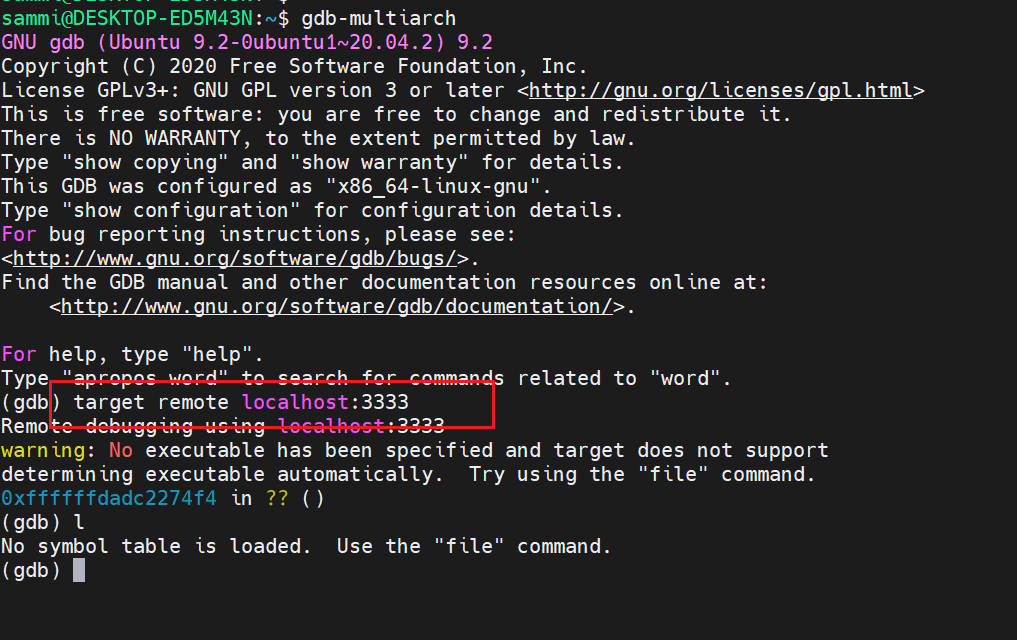 sammi@DESKTOP-ED5M43N:~$ gdb-multiarch
GNU gdb (Ubuntu 9.2-0ubuntu1~20.04.2) 9.2
Copyright (C) 2020 Free Software Foundation, Inc.
License GPLv3+: GNU GPL version 3 or later <http://gnu.org/licenses/gpl.html>
This is free software: you are free to change and redistribute it.
There is NO WARRANTY, to the extent permitted by law.
Type "show copying" and "show warranty" for details.
This GDB was configured as "x86_64-linux-gnu".
Type "show configuration" for configuration details.
For bug reporting instructions, please see:
<http://www.gnu.org/software/gdb/bugs/>.
Find the GDB manual and other documentation resources online at:
    <http://www.gnu.org/software/gdb/documentation/>.

For help, type "help".
Type "apropos word" to search for commands related to "word".
(gdb) target remote localhost:3333
Remote debugging using localhost:3333
warning: No executable has been specified and target does not support
determining executable automatically.  Try using the "file" command.
0xffffffdadc2274f4 in ?? ()
(gdb) l
No symbol table is loaded.  Use the "file" command.
(gdb)